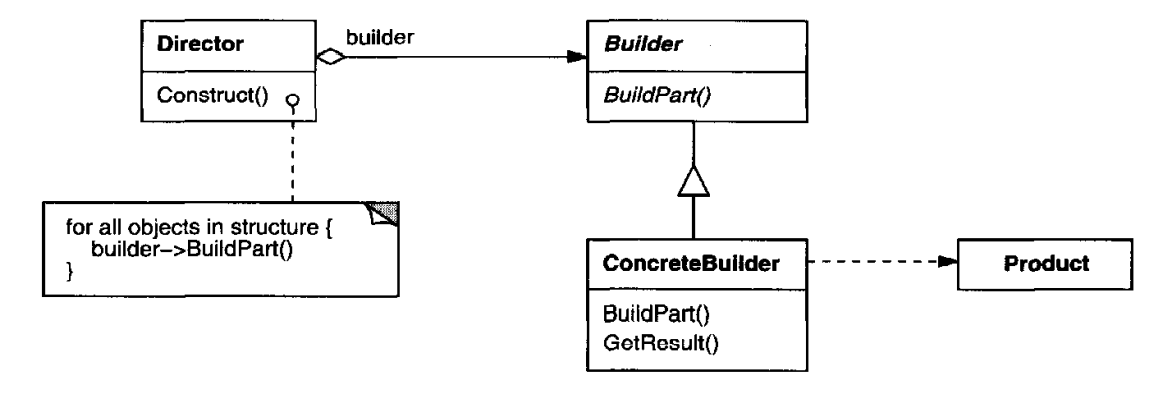 Director
Construct()
builder
Builder
BuildPart()
for all objects in structure {
builder–>BuildPart()
}
ConcreteBuilder
BuildPart()
GetResult()
Product